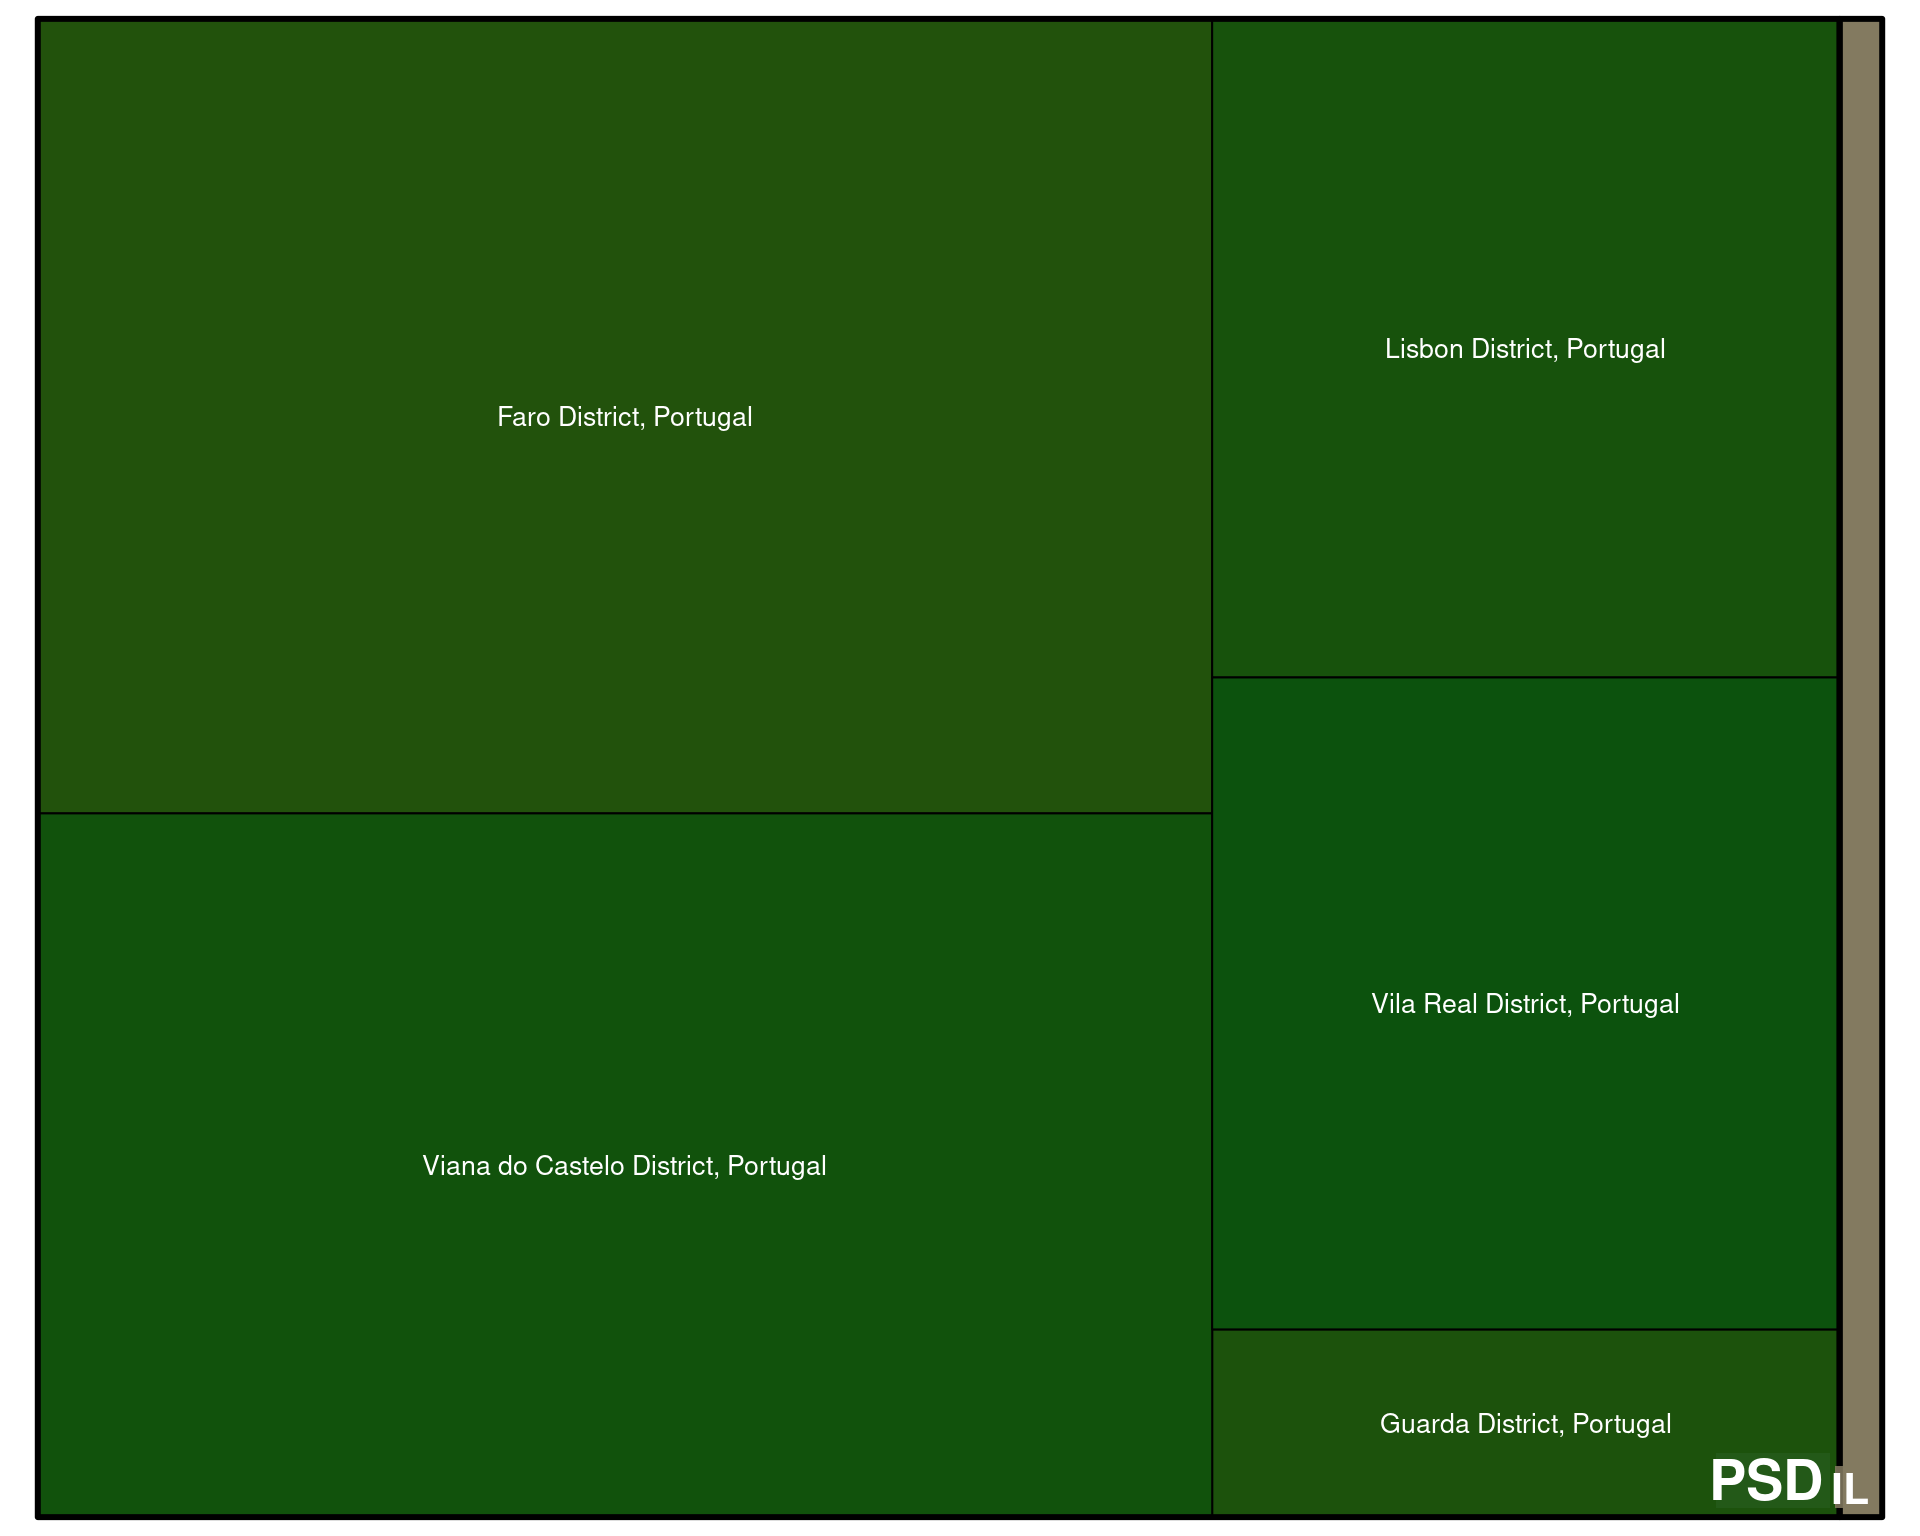 Faro District, Portugal
Viana do Castelo District, Portugal
Lisbon District, Portugal
Vila Real District, Portugal
Guarda District, Portugal
PSD
IL